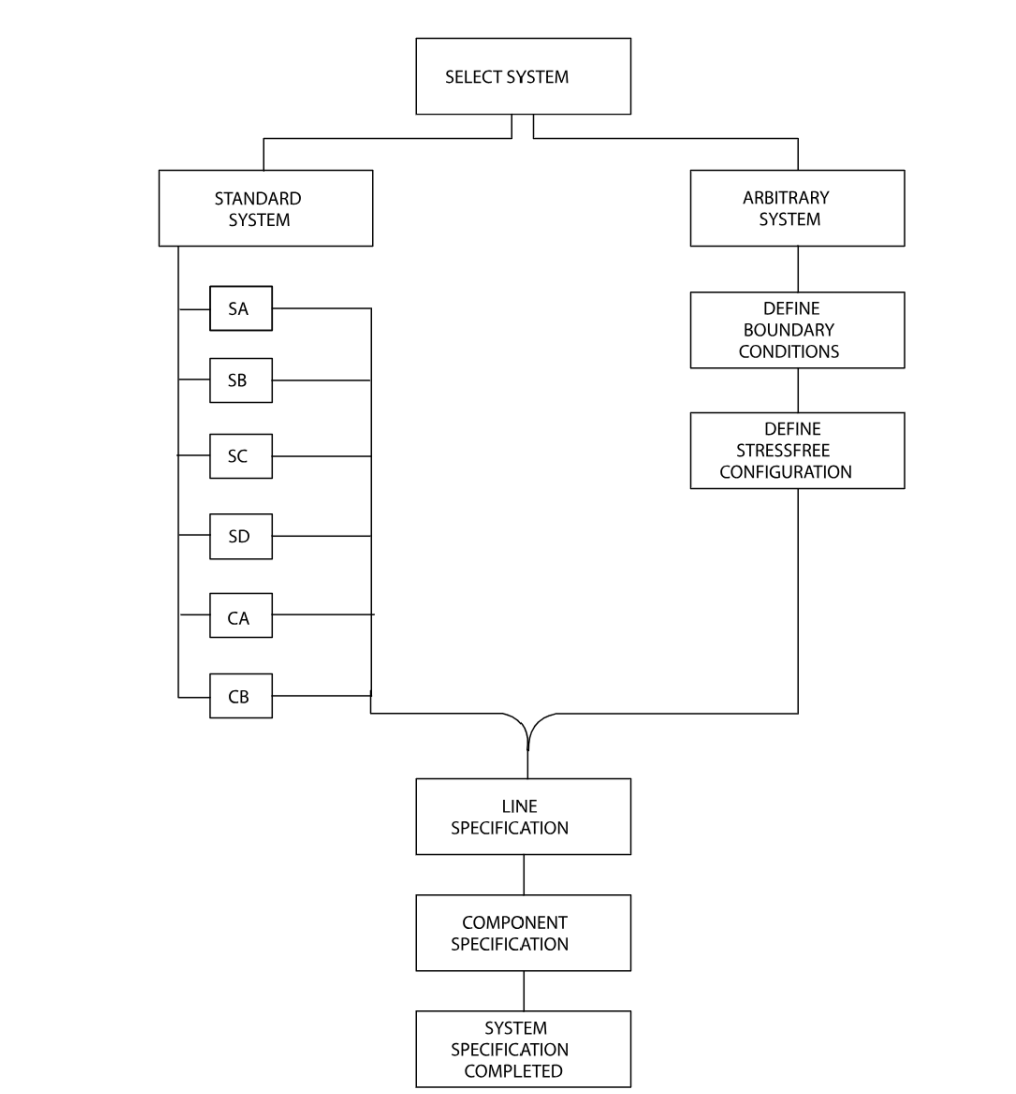 SELECT SYSTEM
STANDARD
SYSTEM
ARBITRARY
SYSTEM
SA
SB
SC
SD
CA
CB
DEFINE
BOUNDARY
CONDITIONS
DEFINE
STRESSFREE
CONFIGURATION
LINE
SPECIFICATION
COMPONENT
SPECIFICATION
SYSTEM
SPECIFICATION
COMPLETED